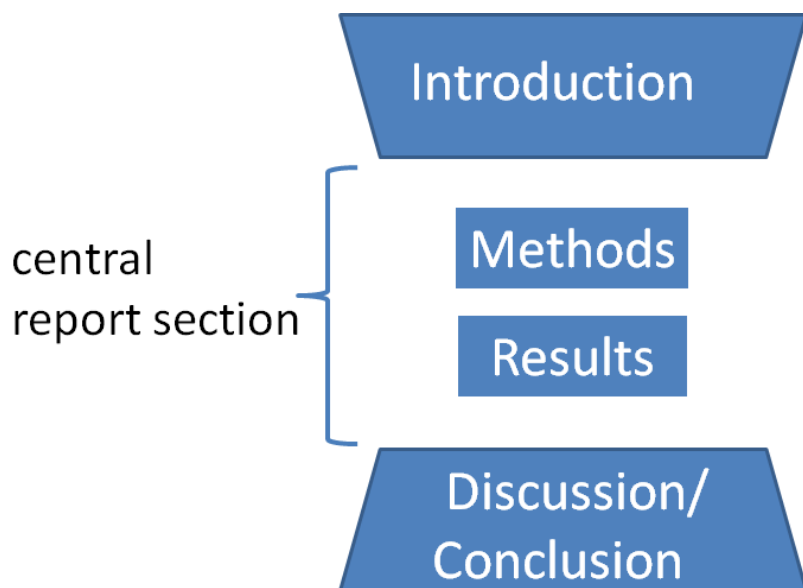 Introduction
central
report section
Methods
Results
Discussion/
Conclusion